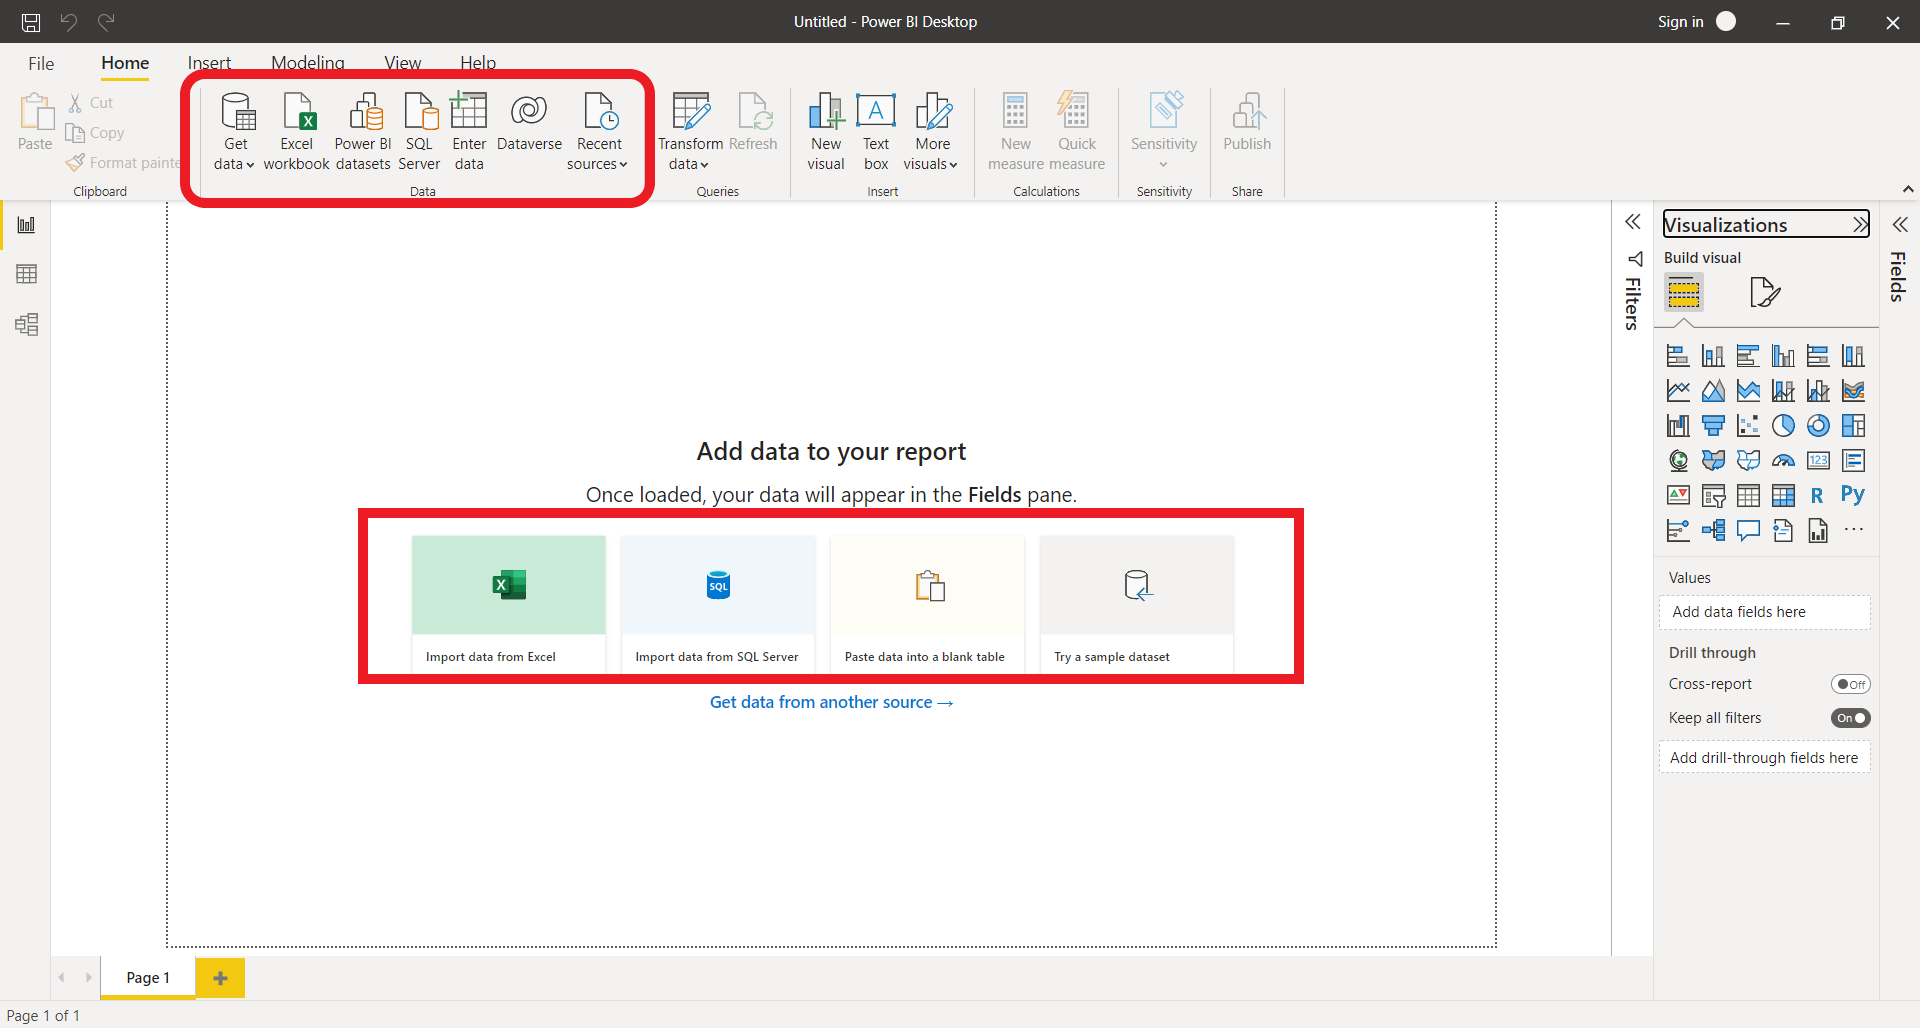 Untitled - Power BI Desktop
Sign in
File
Home
Insert
Modeling
View
Help
Paste
Cut
Copy
Format painte
Clipboard
Get data
Excel workbook
Power BI datasets
SQL Server
Enter data
Dataverse
Recent sources
Data
Transform data
Refresh
Queries
New visual
Text box
More visuals
Insert
New measure
Quick measure
Calculations
Sensitivity
Sensitivity
Publish
Share
Filters
Visualizations
Build visual
Fields
123
R
Py
Values
Add data fields here
Drill through
Cross-report
Off
Keep all filters
On
Add drill-through fields here
Add data to your report
Once loaded, your data will appear in the Fields pane.
X
SQL
Import data from Excel
Import data from SQL Server
Paste data into a blank table
Try a sample dataset
Get data from another source →
Page 1
Page 1 of 1